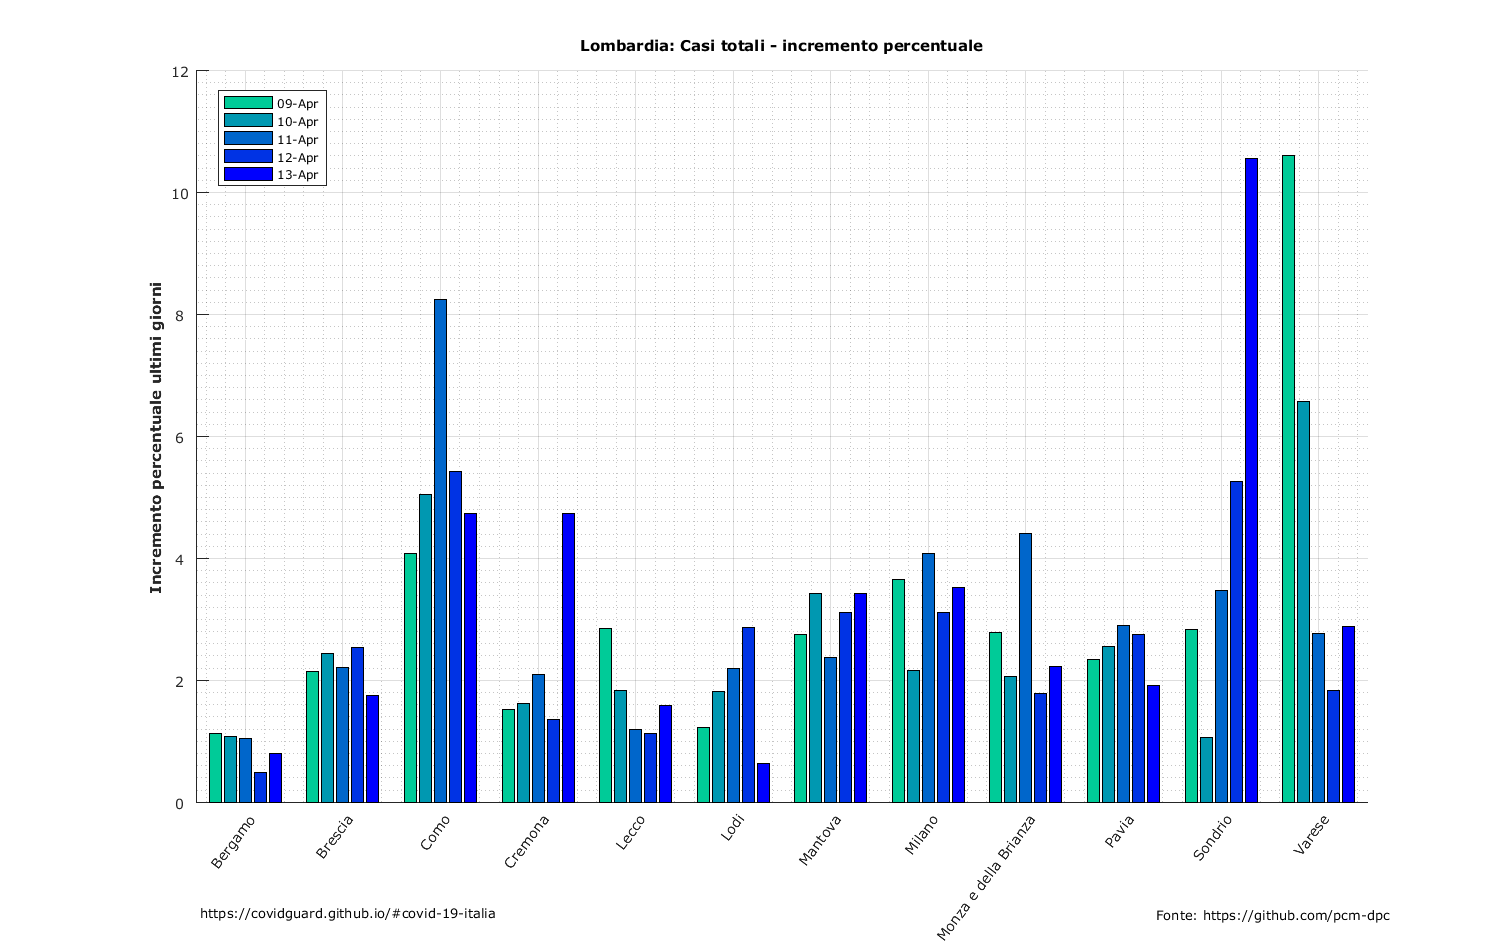 Lombardia: Casi totali - incremento percentuale
12
10
8
6
4
2
0
Incremento percentuale ultimi giorni
09-Apr
10-Apr
11-Apr
12-Apr
13-Apr
Bergamo
Brescia
Como
Cremona
Lecco
Lodi
Mantova
Milano
Monza e della Brianza
Pavia
Sondrio
Varese
https://covidguard.github.io/#covid-19-italia
Fonte: https://github.com/pcm-dpc